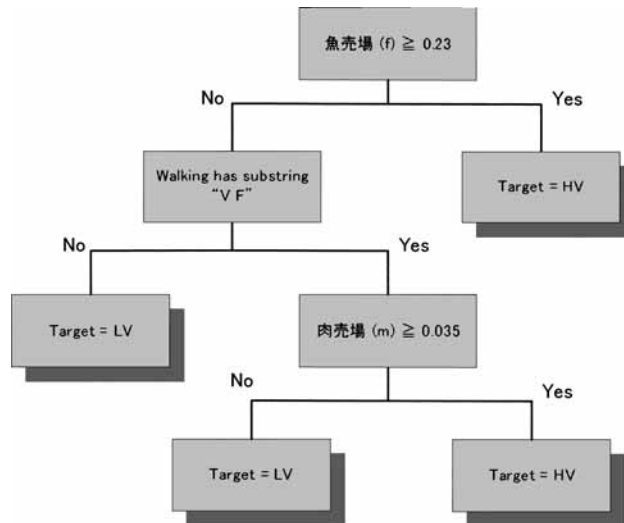 魚売場 (f) ≧ 0.23
No
Yes
Walking has substring
“V F”
Target = HV
No
Yes
Target = LV
肉売場 (m) ≧ 0.035
No
Yes
Target = LV
Target = HV